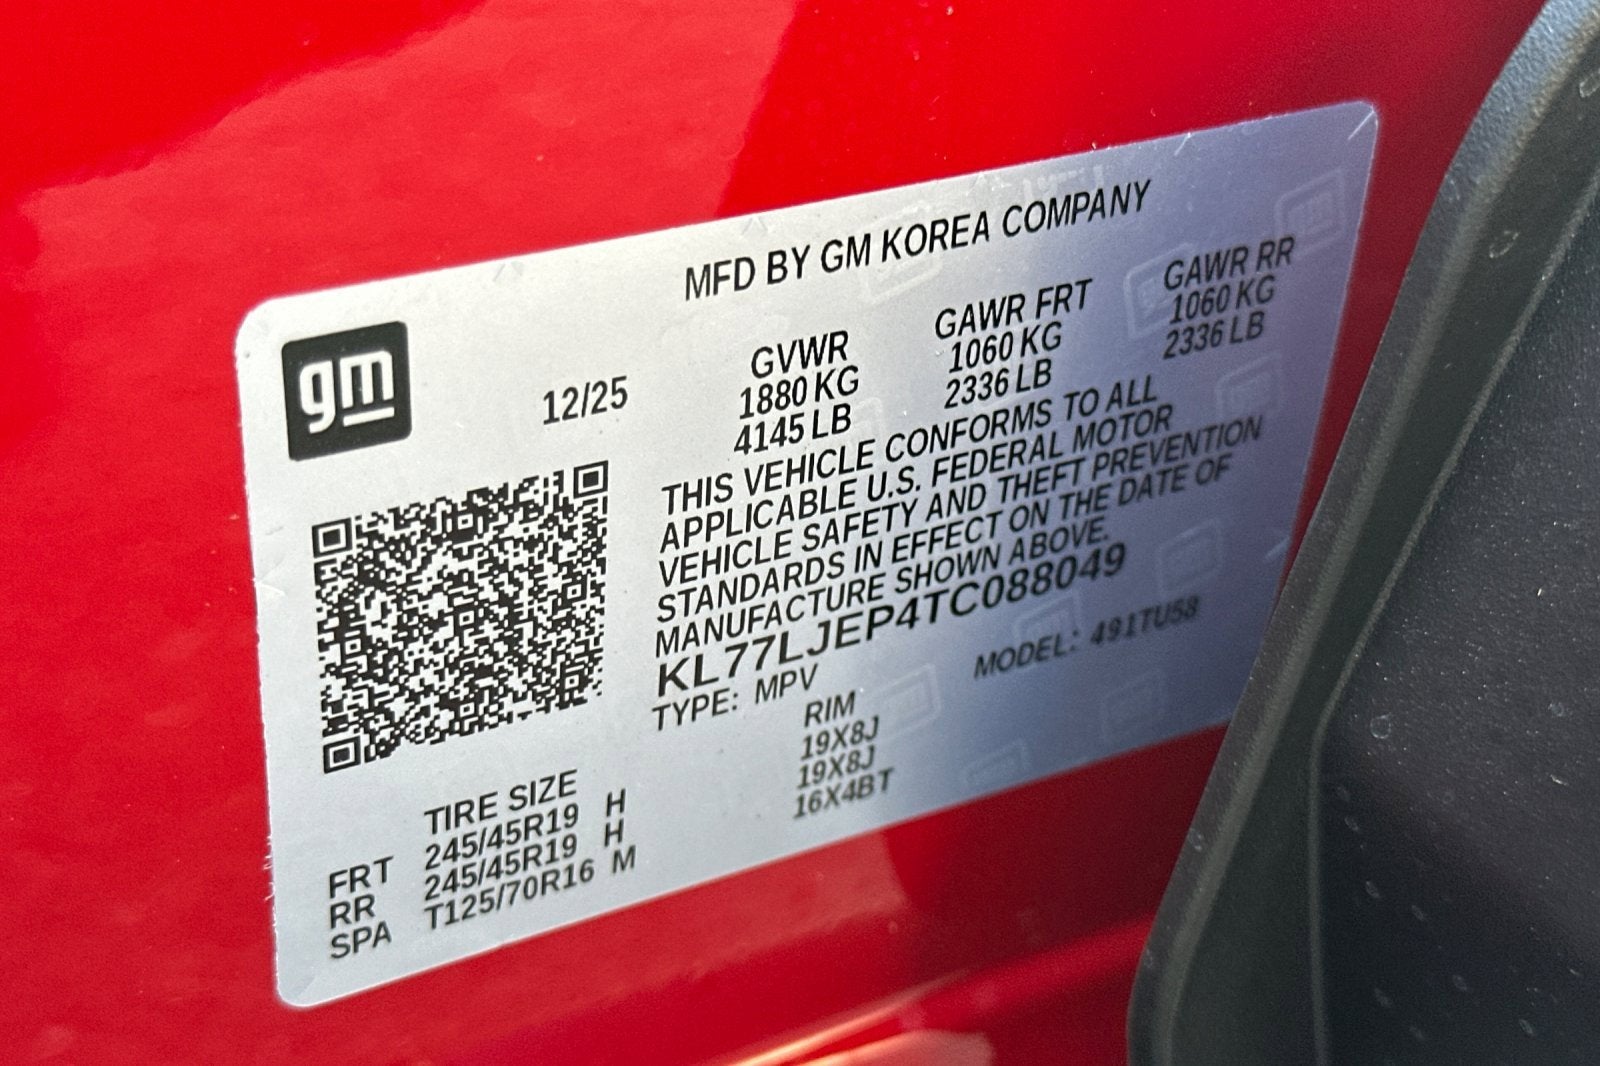 MFD BY GM KOREA COMPANY
gm
12/25
GVWR GAWR FRT GAWR RR
1880 KG 1060 KG 1060 KG
4145 LB 2336 LB 2336 LB
THIS VEHICLE CONFORMS TO ALL
APPLICABLE U.S. FEDERAL MOTOR
VEHICLE SAFETY AND THEFT PREVENTION
STANDARDS IN EFFECT ON THE DATE OF
MANUFACTURE SHOWN ABOVE.
KL77LJEP4TC088049
TYPE: MPV MODEL: 491TU58
TIRE SIZE RIM
FRT 245/45R19 H 19X8J
RR 245/45R19 H 19X8J
SPA T125/70R16 M 16X4BT